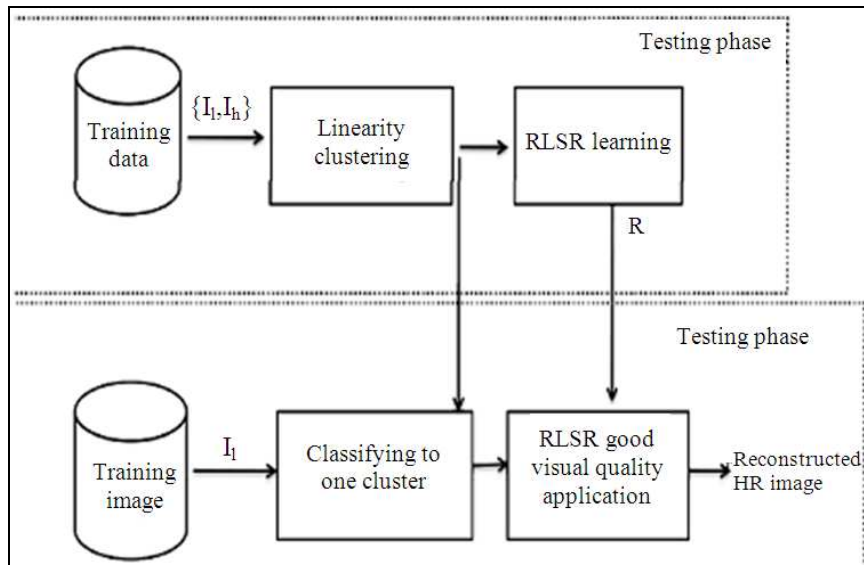 Testing phase
{Iₗ,Iₕ}
Training
data
Linearity
clustering
RLSR learning
R
Testing phase
Iₗ
Training
image
Classifying to
one cluster
RLSR good
visual quality
application
Reconstructed
HR image